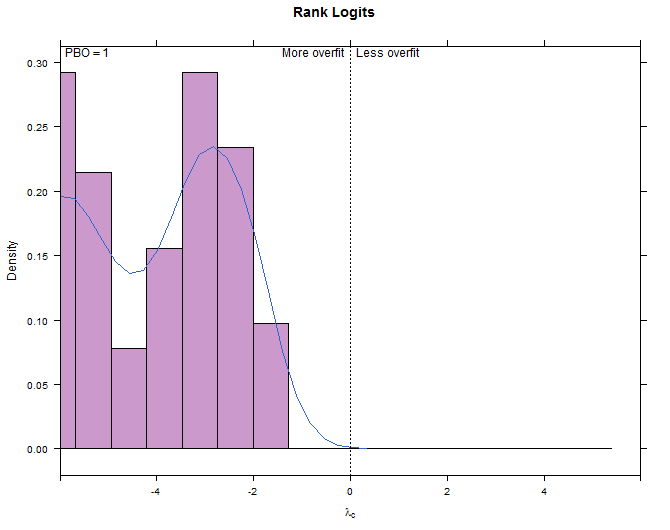 Rank Logits
PBO = 1 More overfit Less overfit
0.30
0.25
0.20
0.15
0.10
0.05
0.00
Density
-4 -2 0 2 4
λc